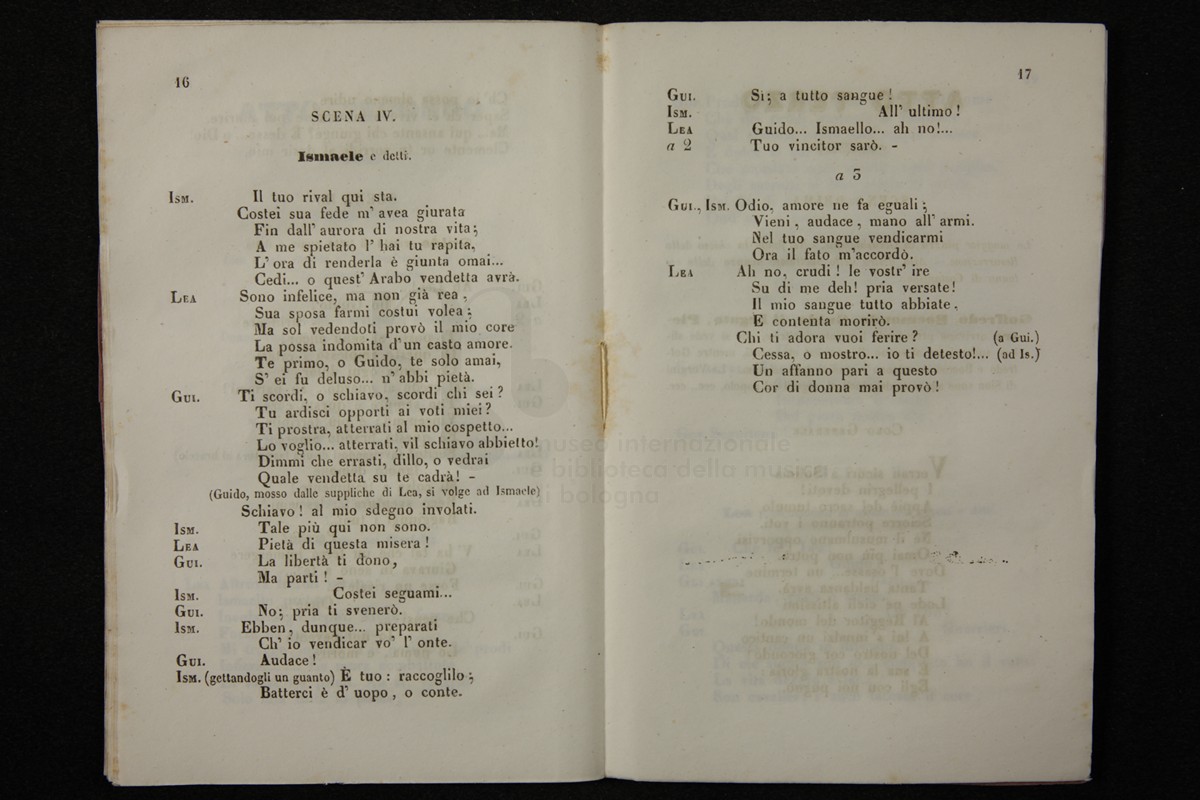 16
SCENA IV.
Ismaele e detti.
Ism. Il tuo rival qui sta.
Costei sua fede m' avea giurata
Fin dall' aurora di nostra vita;
A me spietato l' hai tu rapita,
L' ora di renderla è giunta omai...
Cedi... o quest' Arabo vendetta avrà.
Lea Sono infelice, ma non già rea,
Sua sposa farmi costui volea;
Ma sol vedendoti provò il mio core
La possa indomita d'un casto amore.
Te primo, o Guido, te solo amai,
S' ei fu deluso... n' abbi pietà.
Gui. Ti scordi, o schiavo, scordi chi sei?
Tu ardisci opporti ai voti miei?
Ti prostra, atterrati al mio cospetto...
Lo voglio... atterrati, vil schiavo abbietto!
Dimmi che errasti, dillo, o vedrai
Quale vendetta su te cadrà! -
(Guido, mosso dalle suppliche di Lea, si volge ad Ismaele)
Schiavo! al mio sdegno involati.
Ism. Tale più qui non sono.
Lea Pietà di questa misera!
Gui. La libertà ti dono,
Ma parti! -
Ism. Costei seguami...
Gui. No; pria ti svenerò.
Ism. Ebben, dunque... preparati
Ch' io vendicar vo' l' onte.
Gui. Audace!
Ism. (gettandogli un guanto) È tuo: raccoglilo;
Batterci è d' uopo, o conte.
17
Gui. Si; a tutto sangue!
Ism. All' ultimo!
Lea Guido... Ismaello... ah no!...
a 2 Tuo vincitor sarò. -
a 3
Gui., Ism. Odio, amore ne fa eguali;
Vieni, audace, mano all' armi.
Nel tuo sangue vendicarmi
Ora il fato m'accordò.
Lea Ah no, crudi! le vostr' ire
Su di me deh! pria versate!
Il mio sangue tutto abbiate,
E contenta morirò.
Chi ti adora vuoi ferire? (a Gui.)
Cessa, o mostro... io ti detesto!... (ad Is.)
Un affanno pari a questo
Cor di donna mai provò!
museo internazionale
e biblioteca della musica
di bologna